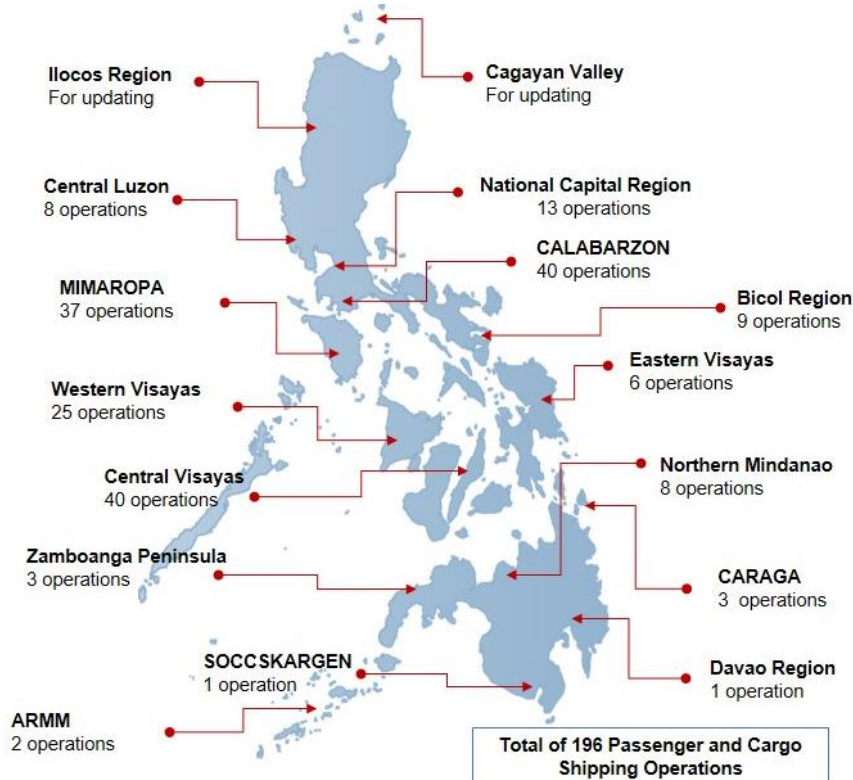 Ilocos Region
For updating
Cagayan Valley
For updating
Central Luzon
8 operations
National Capital Region
13 operations
CALABARZON
40 operations
MIMAROPA
37 operations
Bicol Region
9 operations
Eastern Visayas
6 operations
Western Visayas
25 operations
Northern Mindanao
8 operations
Central Visayas
40 operations
Zamboanga Peninsula
3 operations
CARAGA
3 operations
SOCCSKARGEN
1 operation
Davao Region
1 operation
ARMM
2 operations
Total of 196 Passenger and Cargo
Shipping Operations